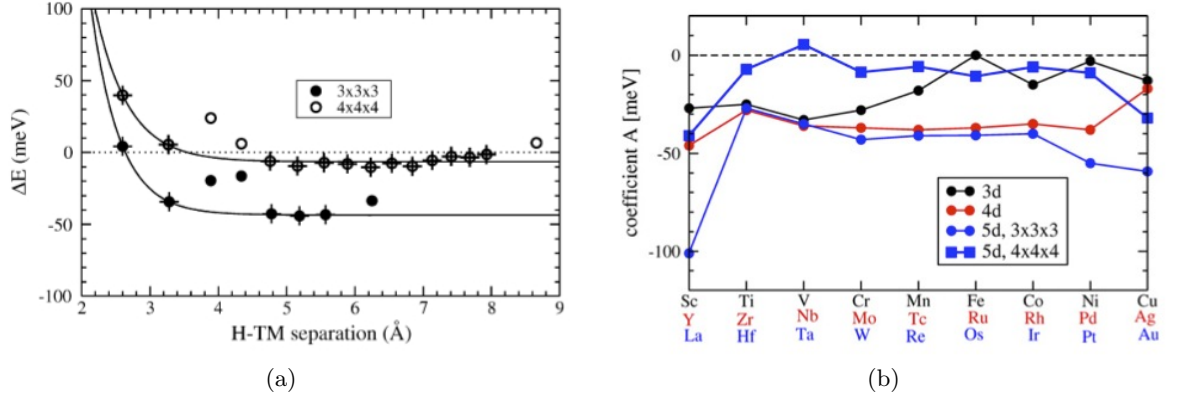 100
50
0
-50
-100
ΔE (meV)
3x3x3
4x4x4
2 3 4 5 6 7 8 9
H-TM separation (Å)
(a)
0
-50
-100
coefficient A [meV]
3d
4d
5d, 3x3x3
5d, 4x4x4
Sc Ti V Cr Mn Fe Co Ni Cu
Y Zr Nb Mo Tc Ru Rh Pd Ag
La Hf Ta W Re Os Ir Pt Au
(b)